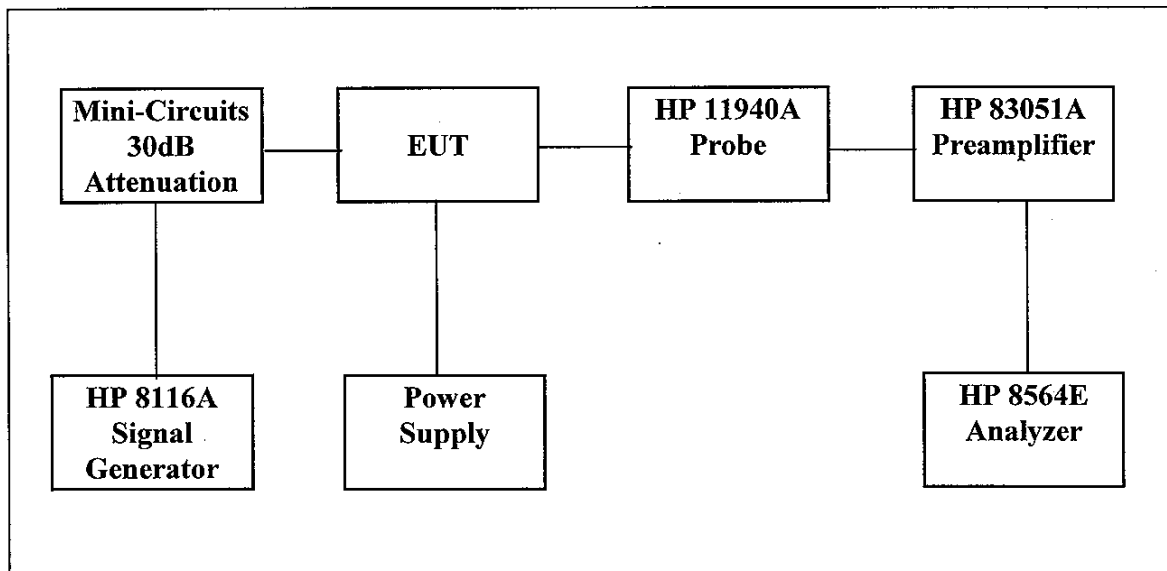 Mini-Circuits
30dB
Attenuation
EUT
HP 11940A
Probe
HP 83051A
Preamplifier
HP 8116A
Signal
Generator
Power
Supply
HP 8564E
Analyzer